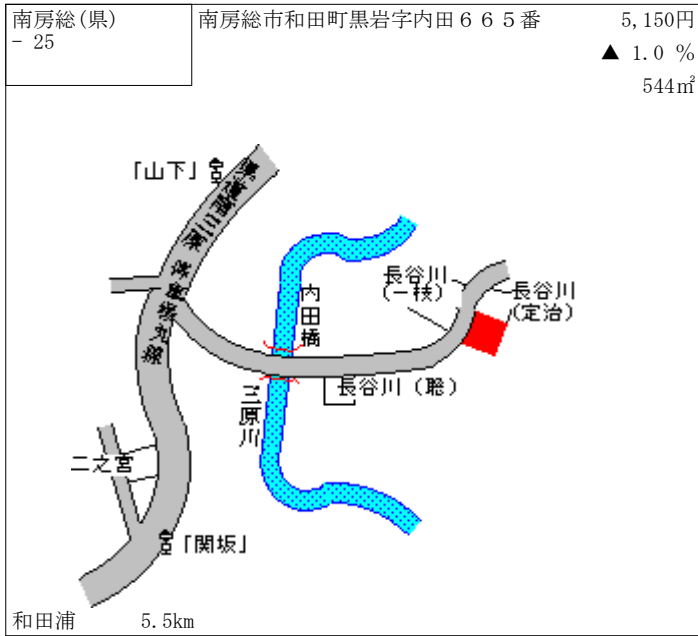 南房総(県)
－ 25
南房総市和田町黒岩字内田６６５番
5,150円
▲ 1.0 %
544㎡
「山下」
内田橋
長谷川
(一枝)
長谷川
(定治)
長谷川（聡）
三原川
二之宮
「関坂」
和田浦 5.5km